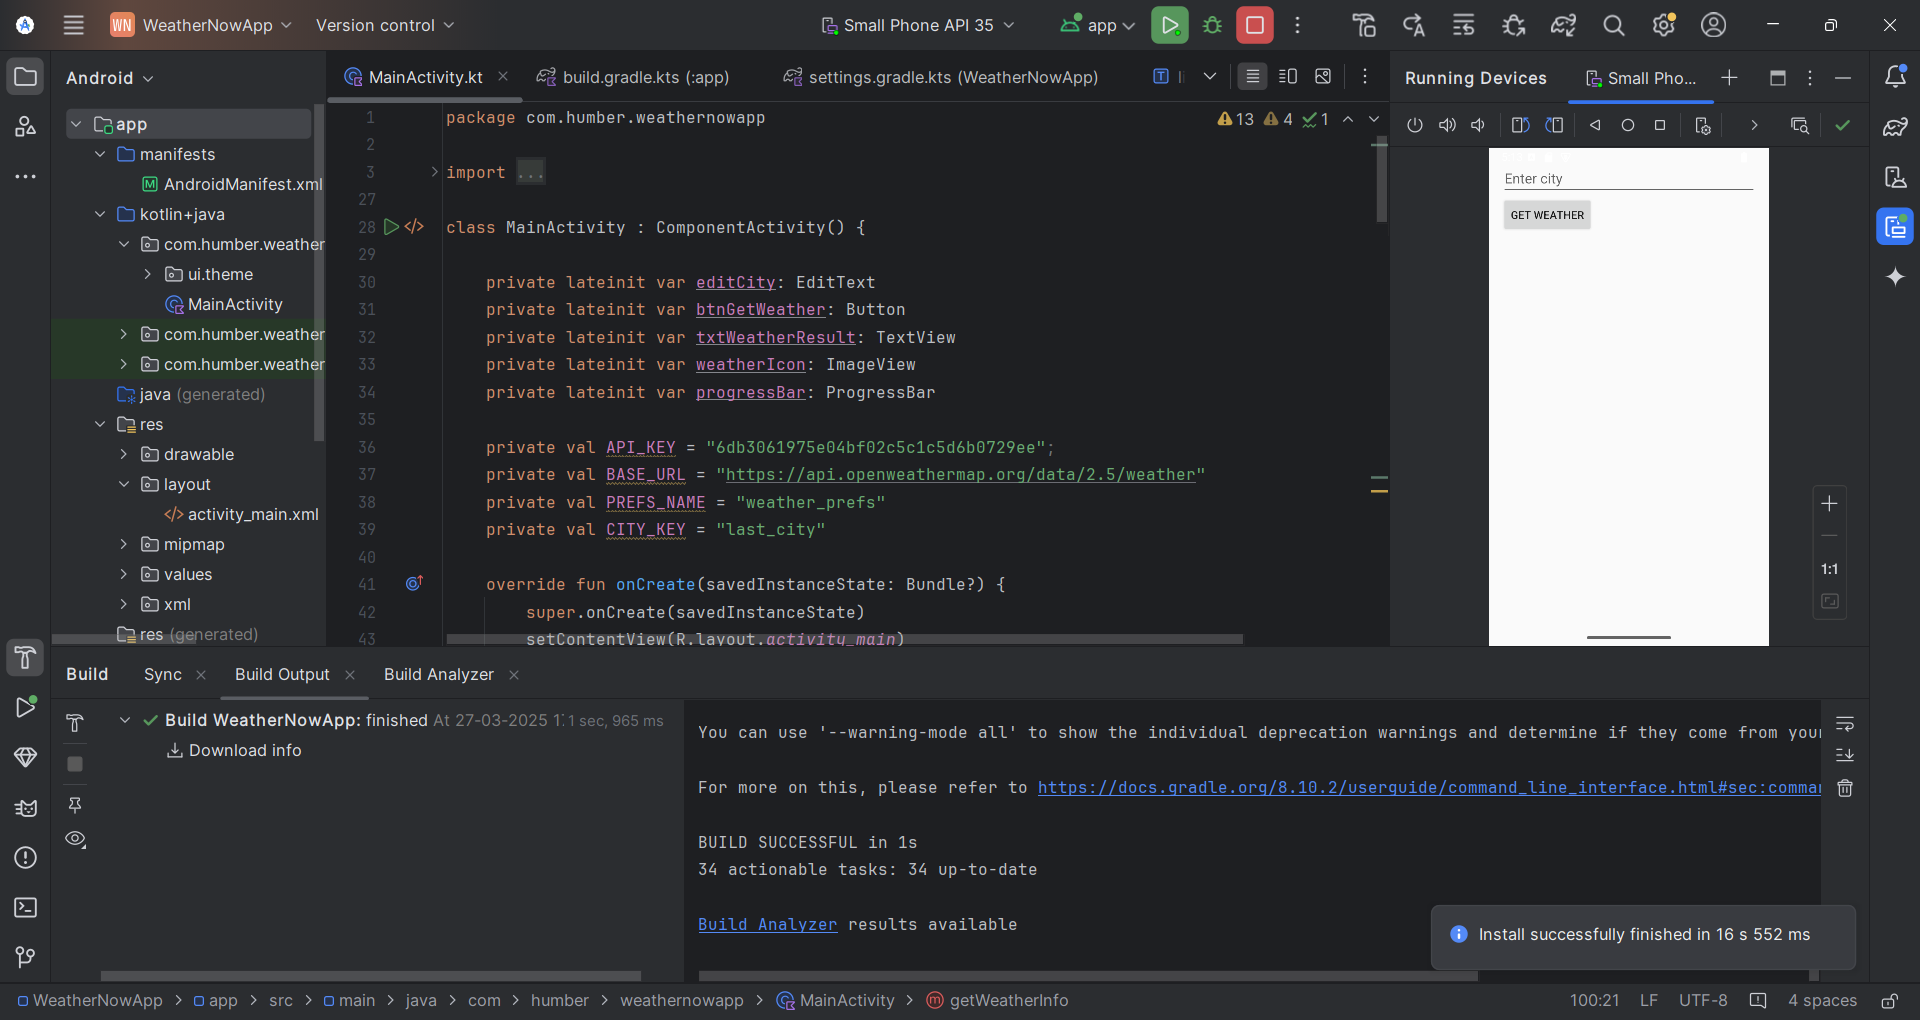 WN WeatherNowApp Version control Small Phone API 35 app
Android MainActivity.kt build.gradle.kts (:app) settings.gradle.kts (WeatherNowApp) Running Devices Small Pho...
app
manifests
AndroidManifest.xml
kotlin+java
com.humber.weather
ui.theme
MainActivity
com.humber.weather
com.humber.weather
java (generated)
res
drawable
layout
activity_main.xml
mipmap
values
xml
res (generated)
13 4 1
1 package com.humber.weathernowapp
2
3 import ...
27
28 class MainActivity : ComponentActivity() {
29
30 private lateinit var editCity: EditText
31 private lateinit var btnGetWeather: Button
32 private lateinit var txtWeatherResult: TextView
33 private lateinit var weatherIcon: ImageView
34 private lateinit var progressBar: ProgressBar
35
36 private val API_KEY = "6db3061975e04bf02c5c1c5d6b0729ee";
37 private val BASE_URL = "https://api.openweathermap.org/data/2.5/weather"
38 private val PREFS_NAME = "weather_prefs"
39 private val CITY_KEY = "last_city"
40
41 override fun onCreate(savedInstanceState: Bundle?) {
42 super.onCreate(savedInstanceState)
43 setContentView(R.layout.activity_main)
Enter city
GET WEATHER
1:1
Build Sync Build Output Build Analyzer
Build WeatherNowApp: finished At 27-03-2025 1 1 sec, 965 ms
Download info
You can use '--warning-mode all' to show the individual deprecation warnings and determine if they come from your
For more on this, please refer to https://docs.gradle.org/8.10.2/userguide/command_line_interface.html#sec:comma
BUILD SUCCESSFUL in 1s
34 actionable tasks: 34 up-to-date
Build Analyzer results available
Install successfully finished in 16 s 552 ms
WeatherNowApp > app > src > main > java > com > humber > weathernowapp > MainActivity > getWeatherInfo 100:21 LF UTF-8 4 spaces